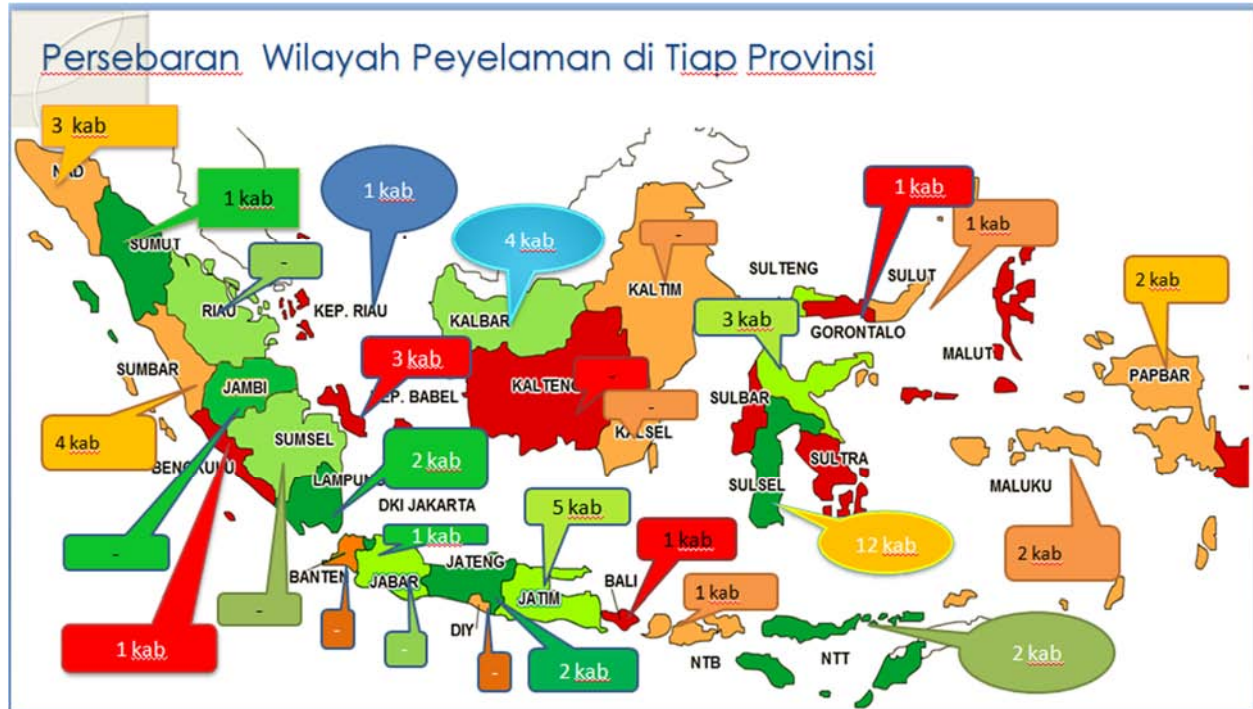 Persebaran Wilayah Peyelaman di Tiap Provinsi
3 kab
NAD
1 kab
SUMUT
-
RIAU
1 kab
KEP. RIAU
4 kab
KALBAR
-
KALTIM
1 kab
SULTENG
SULUT
1 kab
GORONTALO
3 kab
MALUT
2 kab
PAPBAR
SUMBAR
4 kab
JAMBI
-
3 kab
EP. BABEL
KALTENG
-
-
KALSEL
SULBAR
SULTRA
SULSEL
12 kab
MALUKU
2 kab
SUMSEL
-
BENGKULU
1 kab
LAMPUNG
2 kab
DKI JAKARTA
1 kab
BANTEN
-
JABAR
-
JATENG
2 kab
DIY
-
5 kab
JATIM
1 kab
BALI
1 kab
NTB
NTT
2 kab